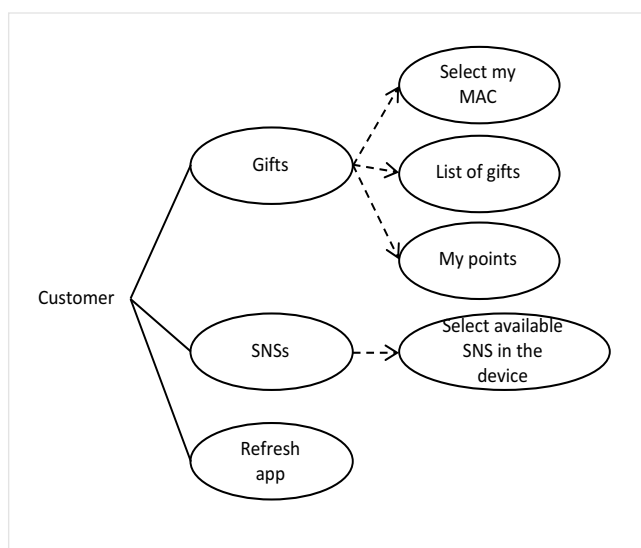 Select my
MAC
Gifts
List of gifts
My points
Customer
SNSs
Select available
SNS in the
device
Refresh
app